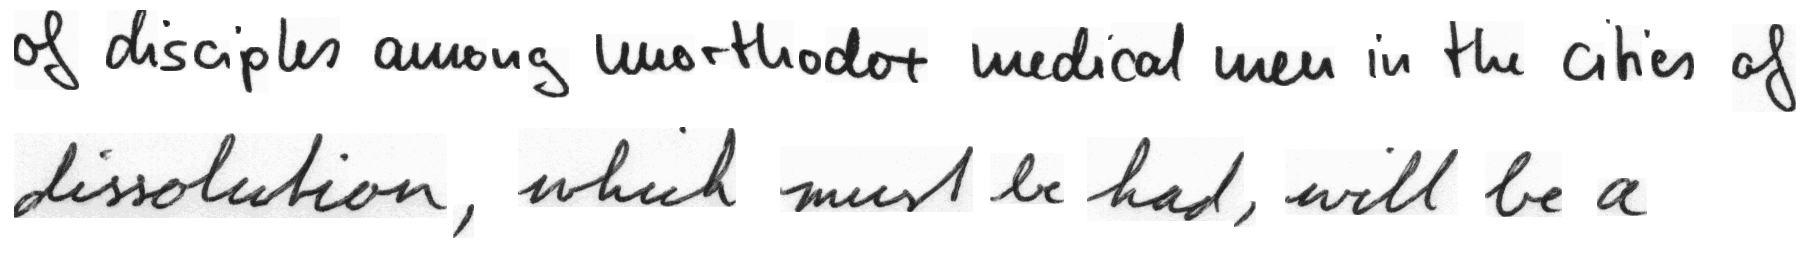 of disciples among unorthodox medical men in the cities of
dissolution, which must be had, will be a